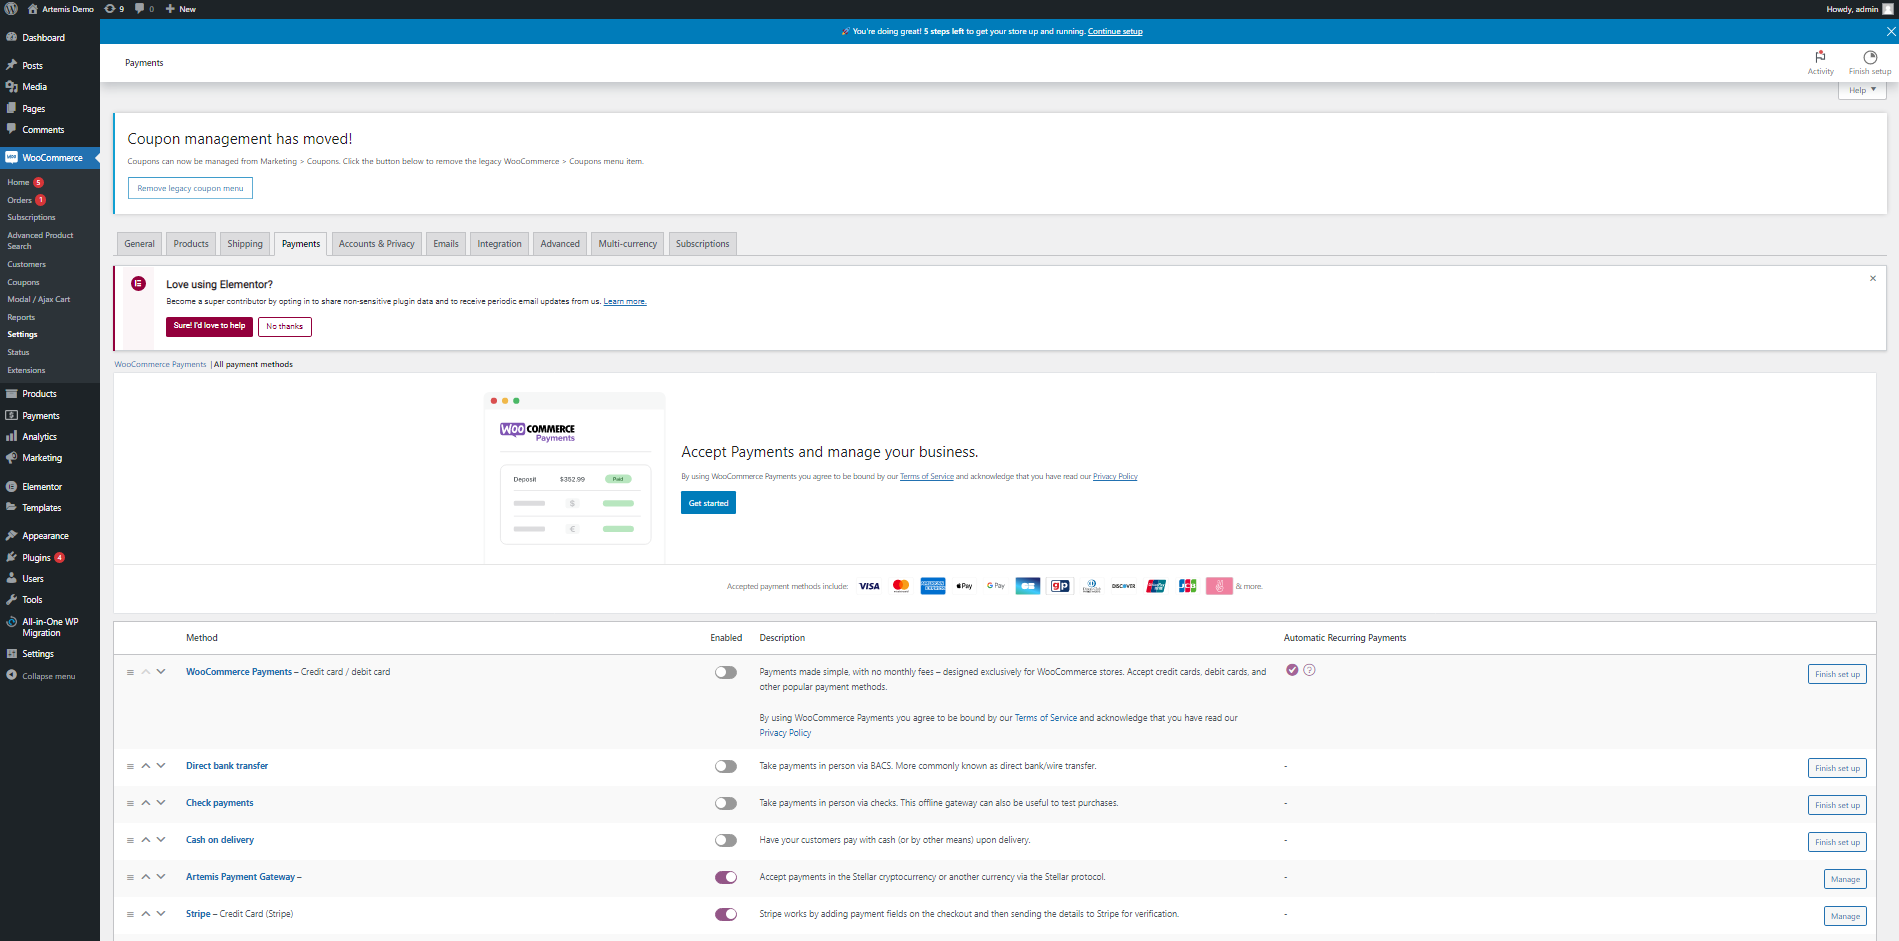 Artemis Demo 9 0 New Howdy, admin
🚀 You're doing great! 5 steps left to get your store up and running. Continue setup
Payments
Activity
Finish setup
Help
Dashboard
Posts
Media
Pages
Comments
WooCommerce
Home 5
Orders 1
Subscriptions
Advanced Product
Search
Customers
Coupons
Modal / Ajax Cart
Reports
Settings
Status
Extensions
Products
Payments
Analytics
Marketing
Elementor
Templates
Appearance
Plugins 4
Users
Tools
All-in-One WP
Migration
Settings
Collapse menu
Coupon management has moved!
Coupons can now be managed from Marketing > Coupons. Click the button below to remove the legacy WooCommerce > Coupons menu item.
Remove legacy coupon menu
General Products Shipping Payments Accounts & Privacy Emails Integration Advanced Multi-currency Subscriptions
Love using Elementor?
Become a super contributor by opting in to share non-sensitive plugin data and to receive periodic email updates from us. Learn more.
Sure! I'd love to help No thanks
WooCommerce Payments | All payment methods
WOO COMMERCE
Payments
Deposit $352.99 Paid
$
€
Accept Payments and manage your business.
By using WooCommerce Payments you agree to be bound by our Terms of Service and acknowledge that you have read our Privacy Policy
Get started
Accepted payment methods include: VISA Pay G Pay DISCOVER JCB & more.
Method Enabled Description Automatic Recurring Payments
WooCommerce Payments – Credit card / debit card
Payments made simple, with no monthly fees – designed exclusively for WooCommerce stores. Accept credit cards, debit cards, and
other popular payment methods.
By using WooCommerce Payments you agree to be bound by our Terms of Service and acknowledge that you have read our
Privacy Policy
Finish set up
Direct bank transfer Take payments in person via BACS. More commonly known as direct bank/wire transfer. - Finish set up
Check payments Take payments in person via checks. This offline gateway can also be useful to test purchases. - Finish set up
Cash on delivery Have your customers pay with cash (or by other means) upon delivery. - Finish set up
Artemis Payment Gateway – Accept payments in the Stellar cryptocurrency or another currency via the Stellar protocol. - Manage
Stripe – Credit Card (Stripe) Stripe works by adding payment fields on the checkout and then sending the details to Stripe for verification. - Manage